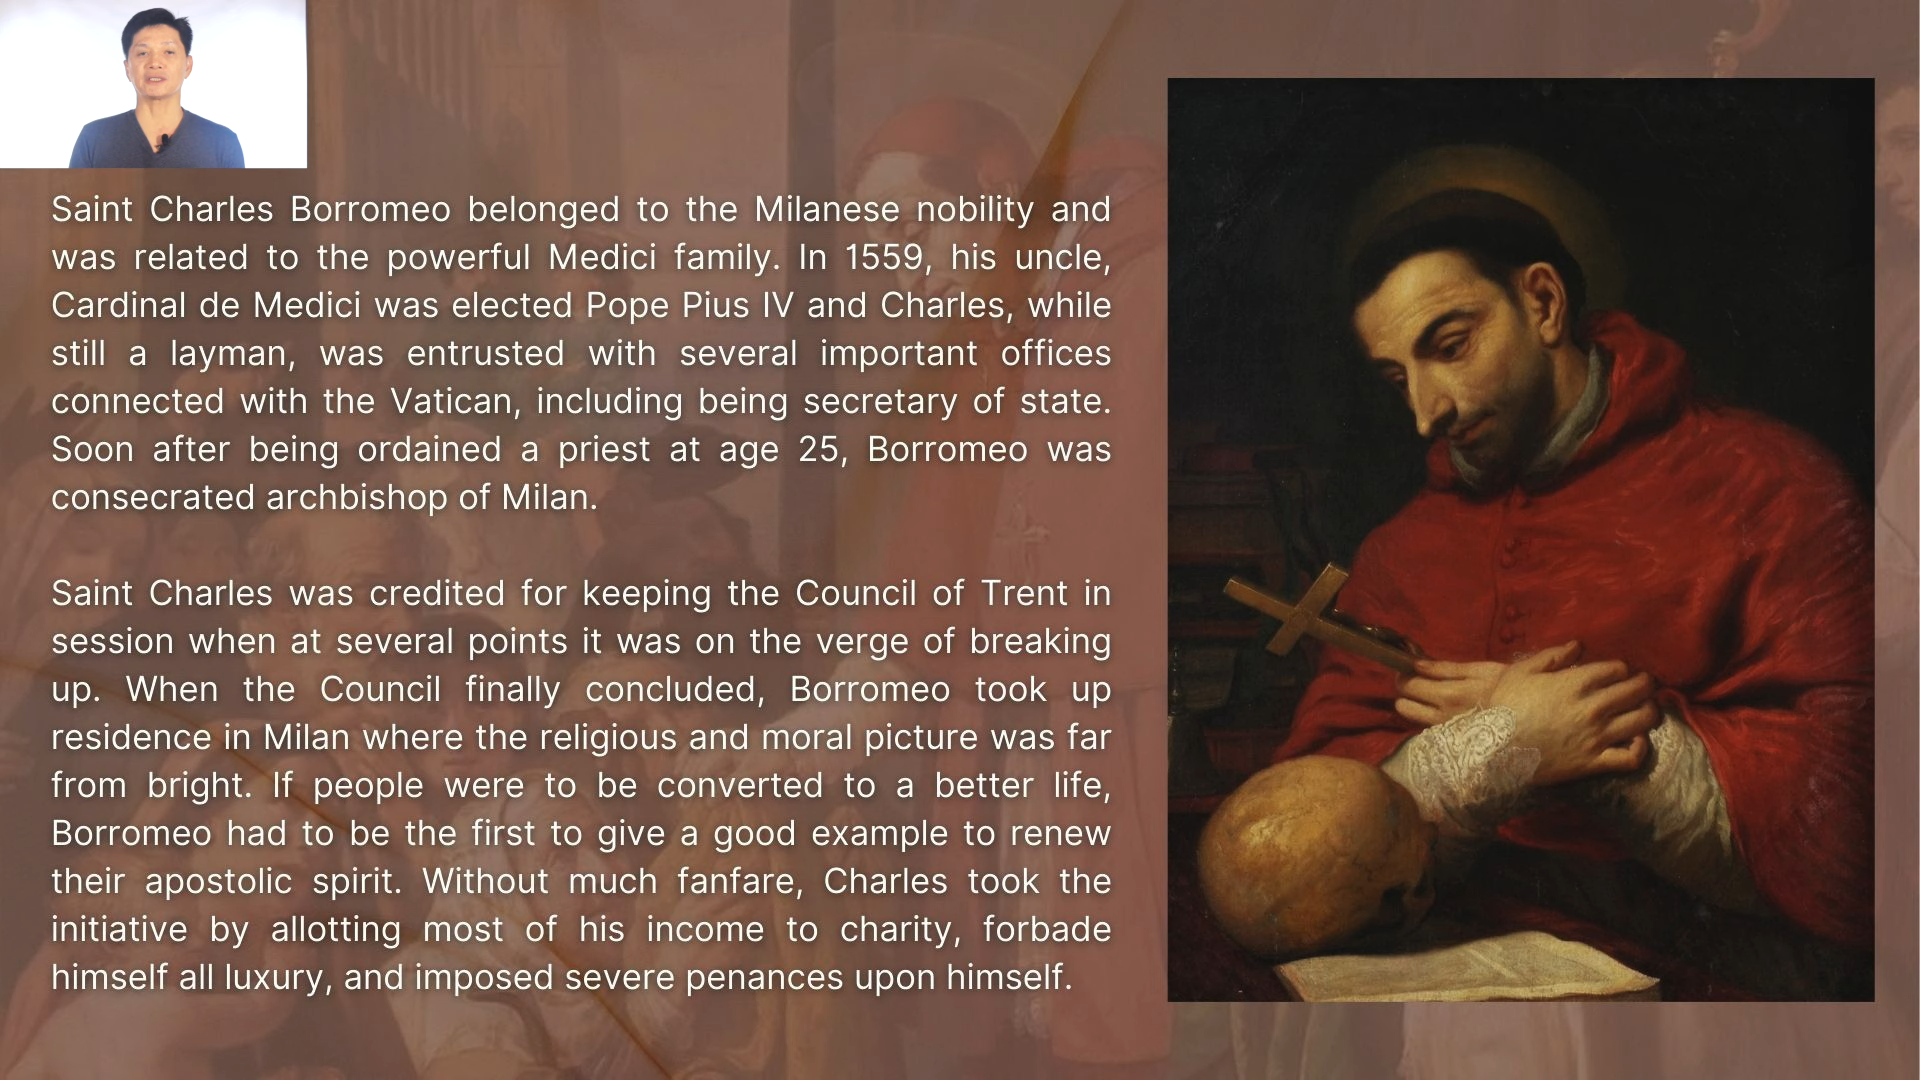 Saint Charles Borromeo belonged to the Milanese nobility and
was related to the powerful Medici family. In 1559, his uncle,
Cardinal de Medici was elected Pope Pius IV and Charles, while
still a layman, was entrusted with several important offices
connected with the Vatican, including being secretary of state.
Soon after being ordained a priest at age 25, Borromeo was
consecrated archbishop of Milan.
Saint Charles was credited for keeping the Council of Trent in
session when at several points it was on the verge of breaking
up. When the Council finally concluded, Borromeo took up
residence in Milan where the religious and moral picture was far
from bright. If people were to be converted to a better life,
Borromeo had to be the first to give a good example to renew
their apostolic spirit. Without much fanfare, Charles took the
initiative by allotting most of his income to charity, forbade
himself all luxury, and imposed severe penances upon himself.